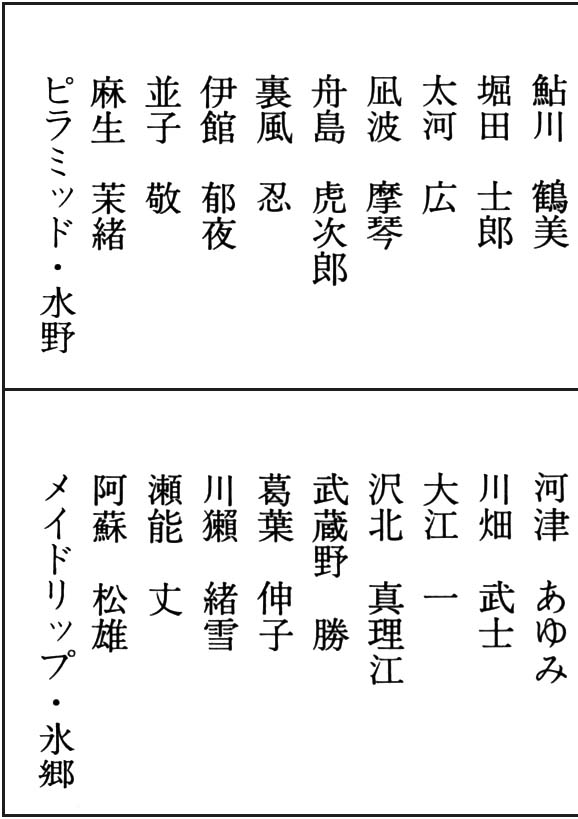 鮎川 鶴美
堀田 士郎
太河 広
凪波 摩琴
舟島 虎次郎
裏風 忍
伊館 郁夜
並子 敬
麻生 茉緒
ピラミッド・水野
河津 あゆみ
川畑 武士
大江 一
沢北 真理江
武蔵野 勝
葛葉 伸子
川獺 緒雪
瀬能 丈
阿蘇 松雄
メイドリップ・氷郷